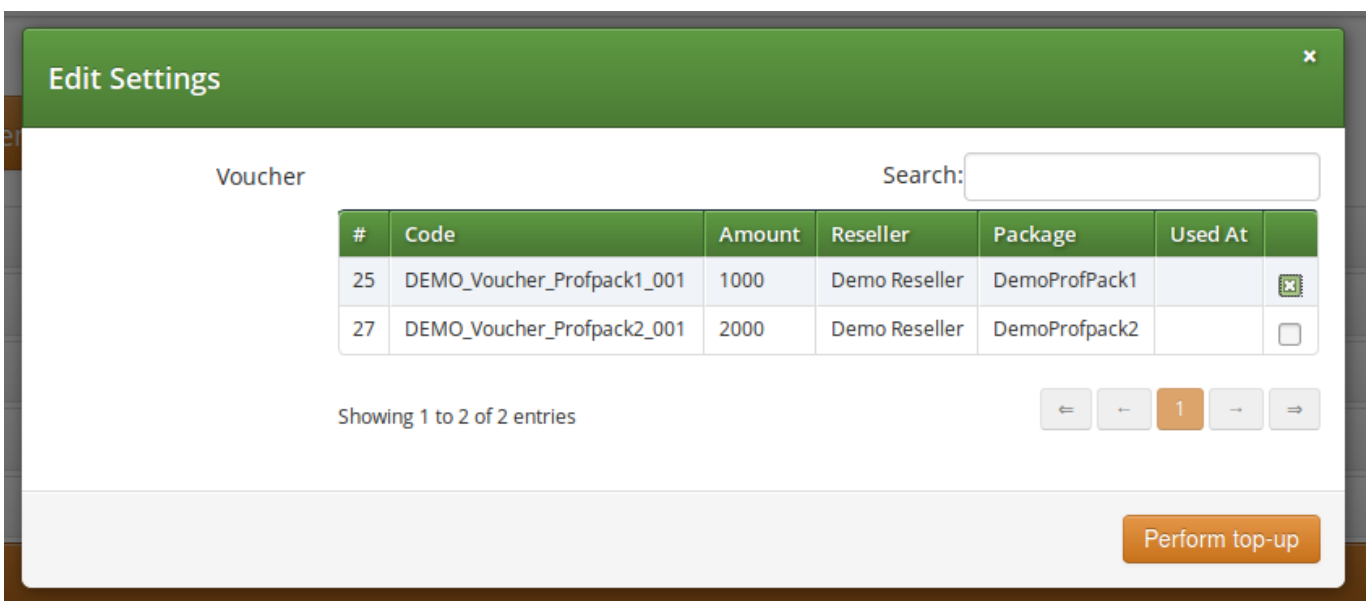 Edit Settings
×
er
Voucher
Search:
# Code Amount Reseller Package Used At
25 DEMO_Voucher_Profpack1_001 1000 Demo Reseller DemoProfPack1
27 DEMO_Voucher_Profpack2_001 2000 Demo Reseller DemoProfpack2
Showing 1 to 2 of 2 entries
⇐ ← 1 → ⇒
Perform top-up